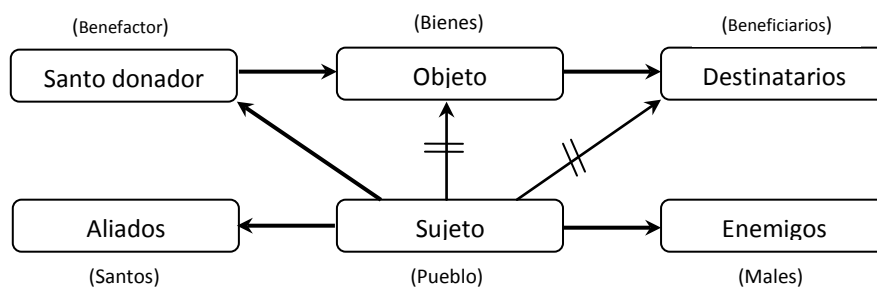 (Benefactor) (Bienes) (Beneficiarios)
Santo donador Objeto Destinatarios
Aliados Sujeto Enemigos
(Santos) (Pueblo) (Males)